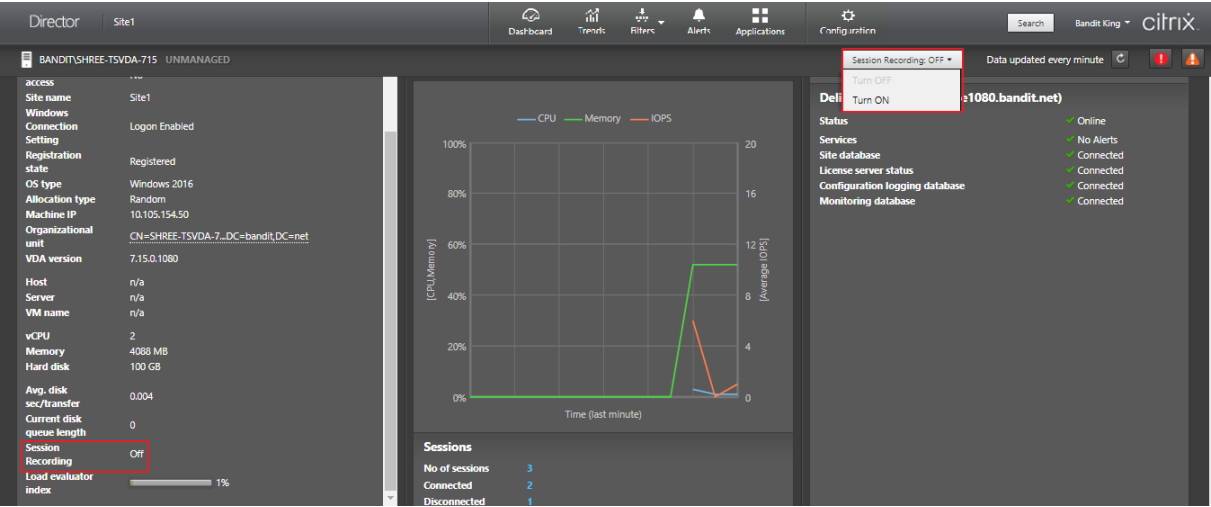 Director
Site1
Dashboard
Trends
Filters
Alerts
Applications
Configuration
Search
Bandit King
citrix
BANDIT\SHREE-TSVDA-715 UNMANAGED
Session Recording: OFF
Data updated every minute
Turn OFF
Turn ON
access
No
Site name Site1
Windows
Connection Logon Enabled
Setting
Registration
state Registered
OS type Windows 2016
Allocation type Random
Machine IP 10.105.154.50
Organizational
unit CN=SHREE-TSVDA-7...DC=bandit,DC=net
VDA version 7.15.0.1080
Host n/a
Server n/a
VM name n/a
vCPU 2
Memory 4088 MB
Hard disk 100 GB
Avg. disk
sec/transfer 0.004
Current disk
queue length 0
Session
Recording Off
Load evaluator
index 1%
CPU Memory IOPS
100% 20
80% 16
60% 12
40% 8
20% 4
0% 0
[CPU,Memory]
[Average IOPS]
Time (last minute)
Sessions
No of sessions 3
Connected 2
Disconnected 1
Deli e1080.bandit.net)
Status Online
Services No Alerts
Site database Connected
License server status Connected
Configuration logging database Connected
Monitoring database Connected